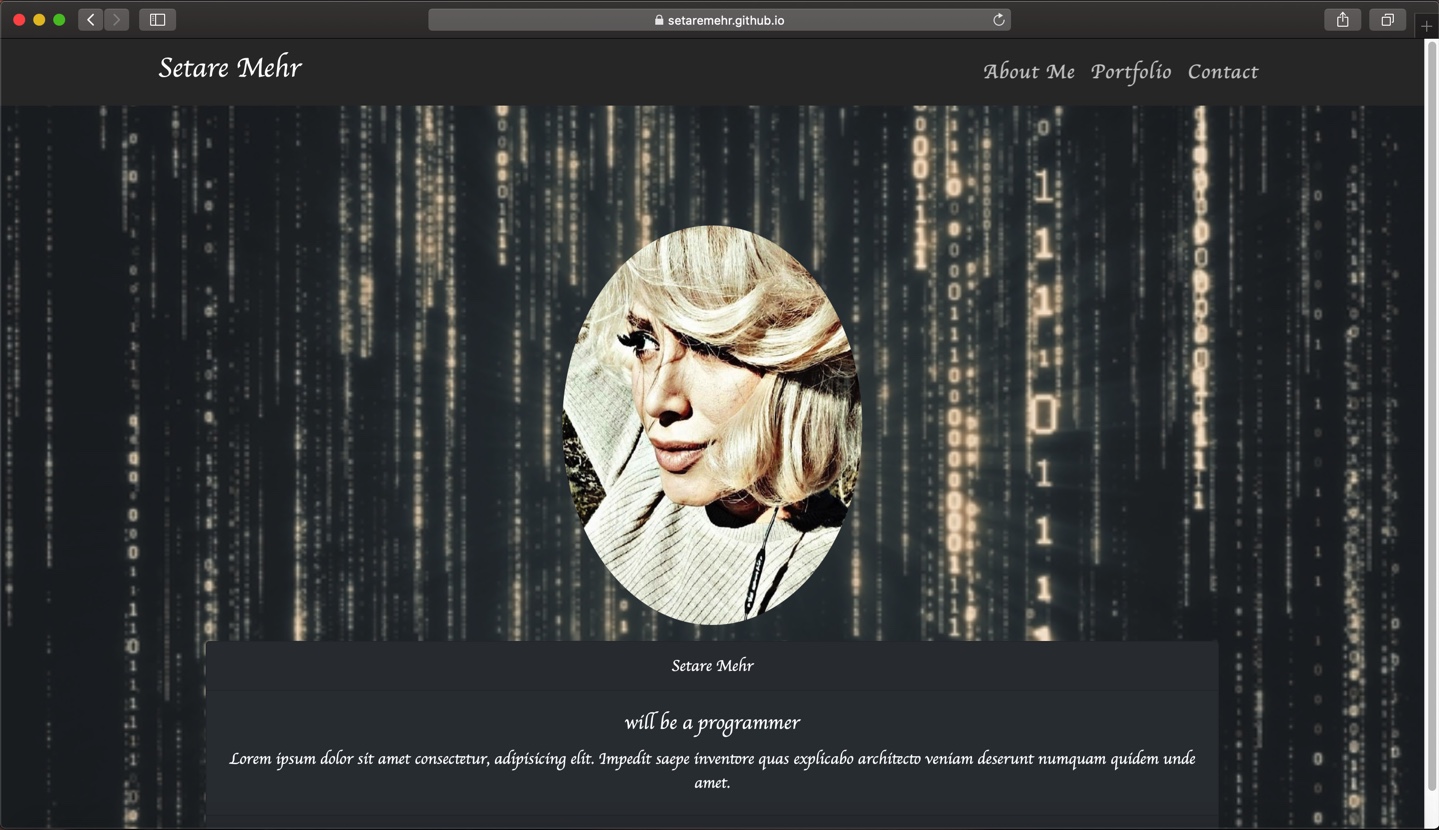 setaremehr.github.io
Setare Mehr
About Me Portfolio Contact
Setare Mehr
will be a programmer
Lorem ipsum dolor sit amet consectetur, adipisicing elit. Impedit saepe inventore quas explicabo architecto veniam deserunt numquam quidem unde
amet.